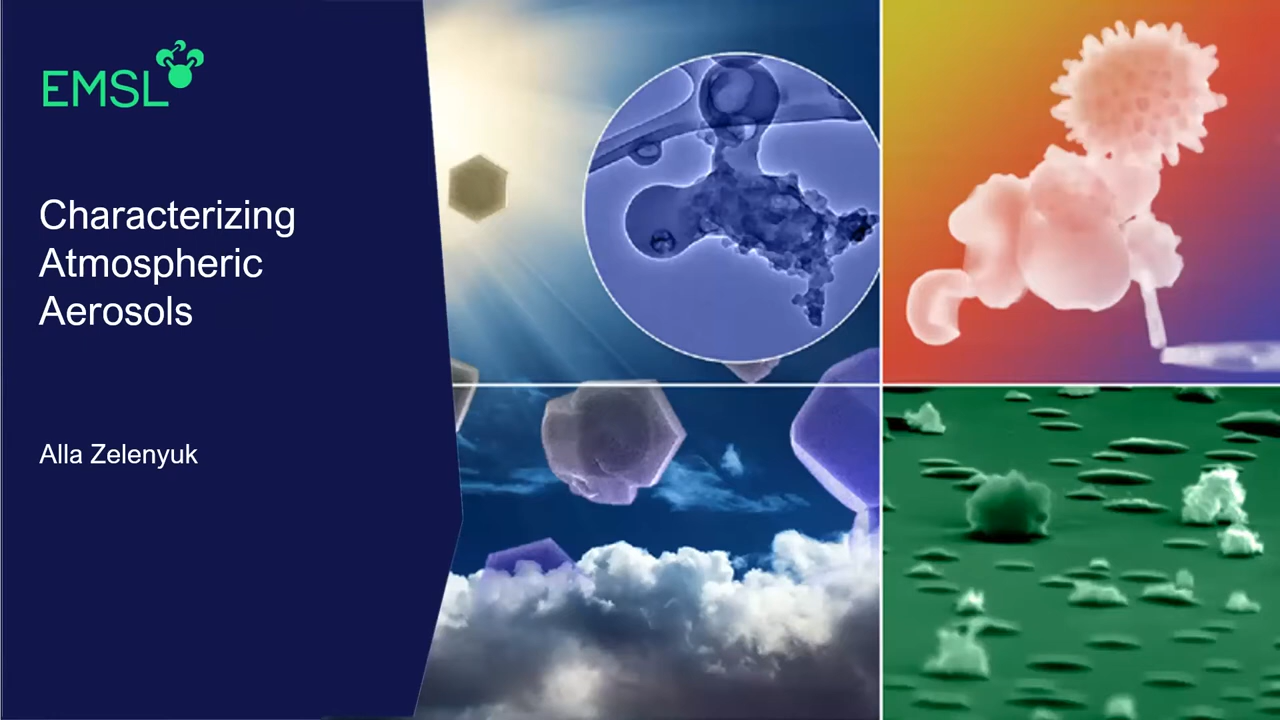 EMSL
Characterizing
Atmospheric
Aerosols
Alla Zelenyuk